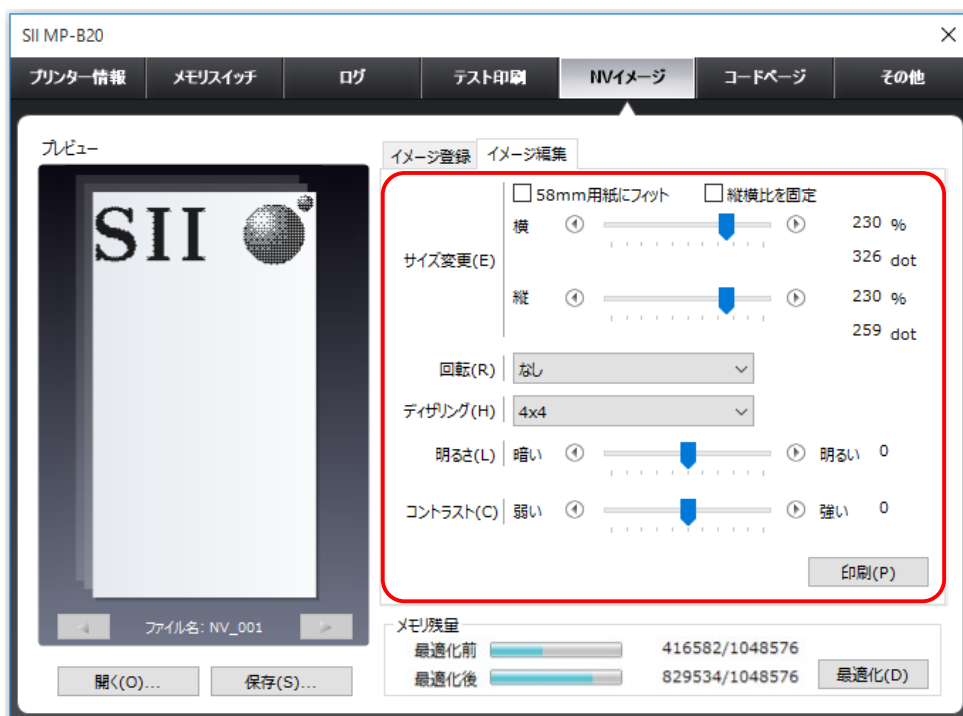 SII MP-B20
プリンター情報 メモリスイッチ ログ テスト印刷 NVイメージ コードページ その他
プレビュー
SII
ファイル名: NV_001
開く(O)... 保存(S)...
イメージ登録 イメージ編集
58mm用紙にフィット 縦横比を固定
サイズ変更(E)
横 230 %
326 dot
縦 230 %
259 dot
回転(R) なし
ディザリング(H) 4x4
明るさ(L) 暗い 明るい 0
コントラスト(C) 弱い 強い 0
印刷(P)
メモリ残量
最適化前 416582/1048576
最適化後 829534/1048576 最適化(D)